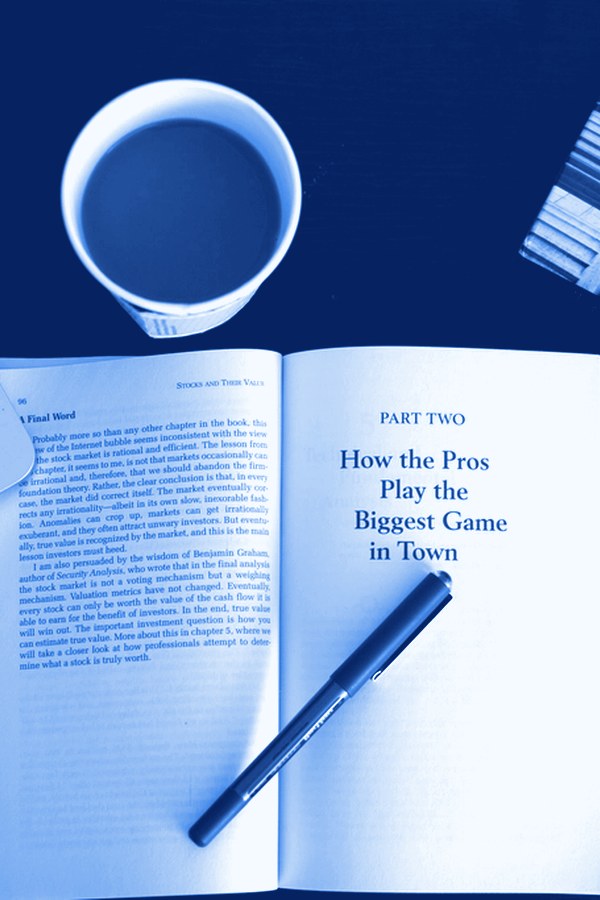 96
STOCKS AND THEIR VALUE
A Final Word
Probably more so than any other chapter in the book, this
of the Internet bubble seems inconsistent with the view
the stock market is rational and efficient. The lesson from
chapter, it seems to me, is not that markets occasionally can
be irrational and, therefore, that we should abandon the firm-
foundation theory. Rather, the clear conclusion is that, in every
case, the market did correct itself. The market eventually cor-
rects any irrationality—albeit in its own slow, inexorable fash-
ion. Anomalies can crop up, markets can get irrationally
exuberant, and they often attract unwary investors. But eventu-
ally, true value is recognized by the market, and this is the main
lesson investors must heed.
I am also persuaded by the wisdom of Benjamin Graham,
author of Security Analysis, who wrote that in the final analysis
the stock market is not a voting mechanism but a weighing
mechanism. Valuation metrics have not changed. Eventually,
every stock can only be worth the value of the cash flow it is
able to earn for the benefit of investors. In the end, true value
will win out. The important investment question is how you
can estimate true value. More about this in chapter 5, where we
will take a closer look at how professionals attempt to deter-
mine what a stock is truly worth.
PART TWO
How the Pros
Play the
Biggest Game
in Town